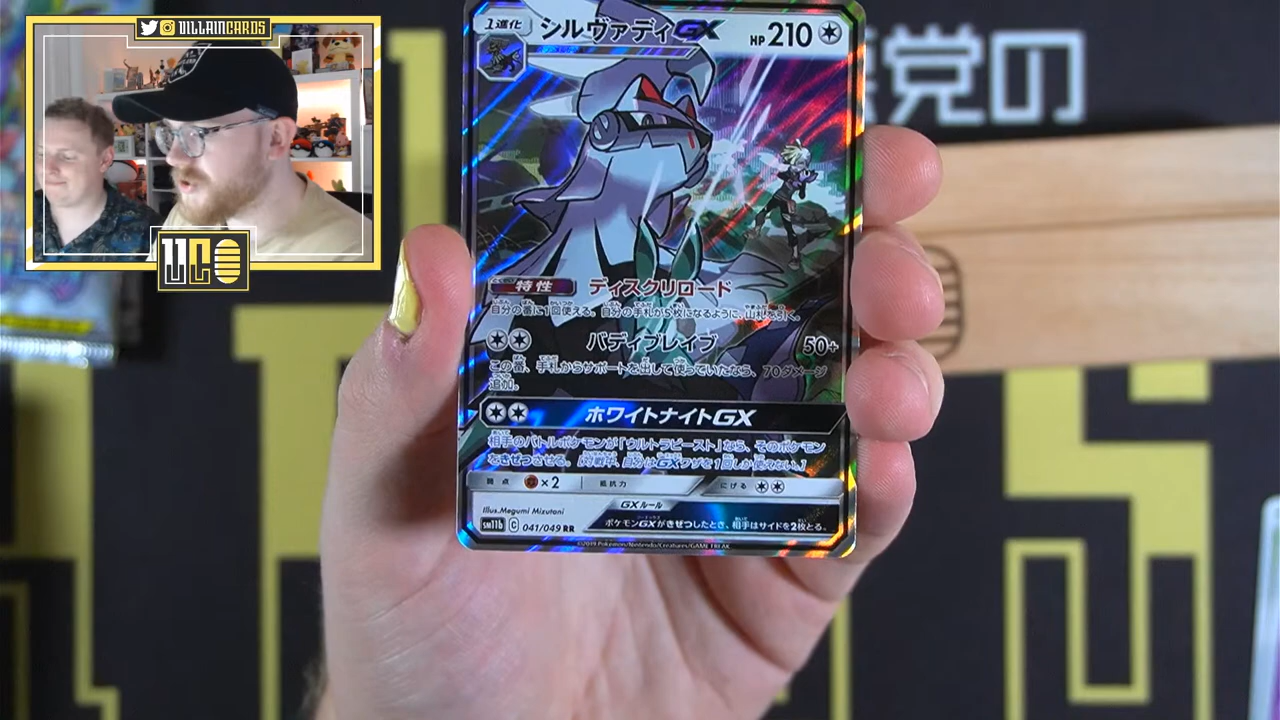 VILLAINCARDS
UC
悪党の
1進化
シルヴァディGX
HP 210
特性 ディスクリロード
自分の番に1回使える。自分の手札が5枚になるように、山札を引く。
バディブレイブ 50+
この番、手札からサポートを出して使っていたなら、70ダメージ
追加。
ホワイトナイトGX
相手のバトルポケモンが「ウルトラビースト」なら、そのポケモン
をきぜつさせる。[対戦中、自分はGXワザを1回しか使えない。]
弱点 ×2 抵抗力 にげる
Illus. Megumi Mizutani
GXルール
sm11b C 041/049 RR
ポケモンGXがきぜつしたとき、相手はサイドを2枚とる。
©2019 Pokémon/Nintendo/Creatures/GAME FREAK